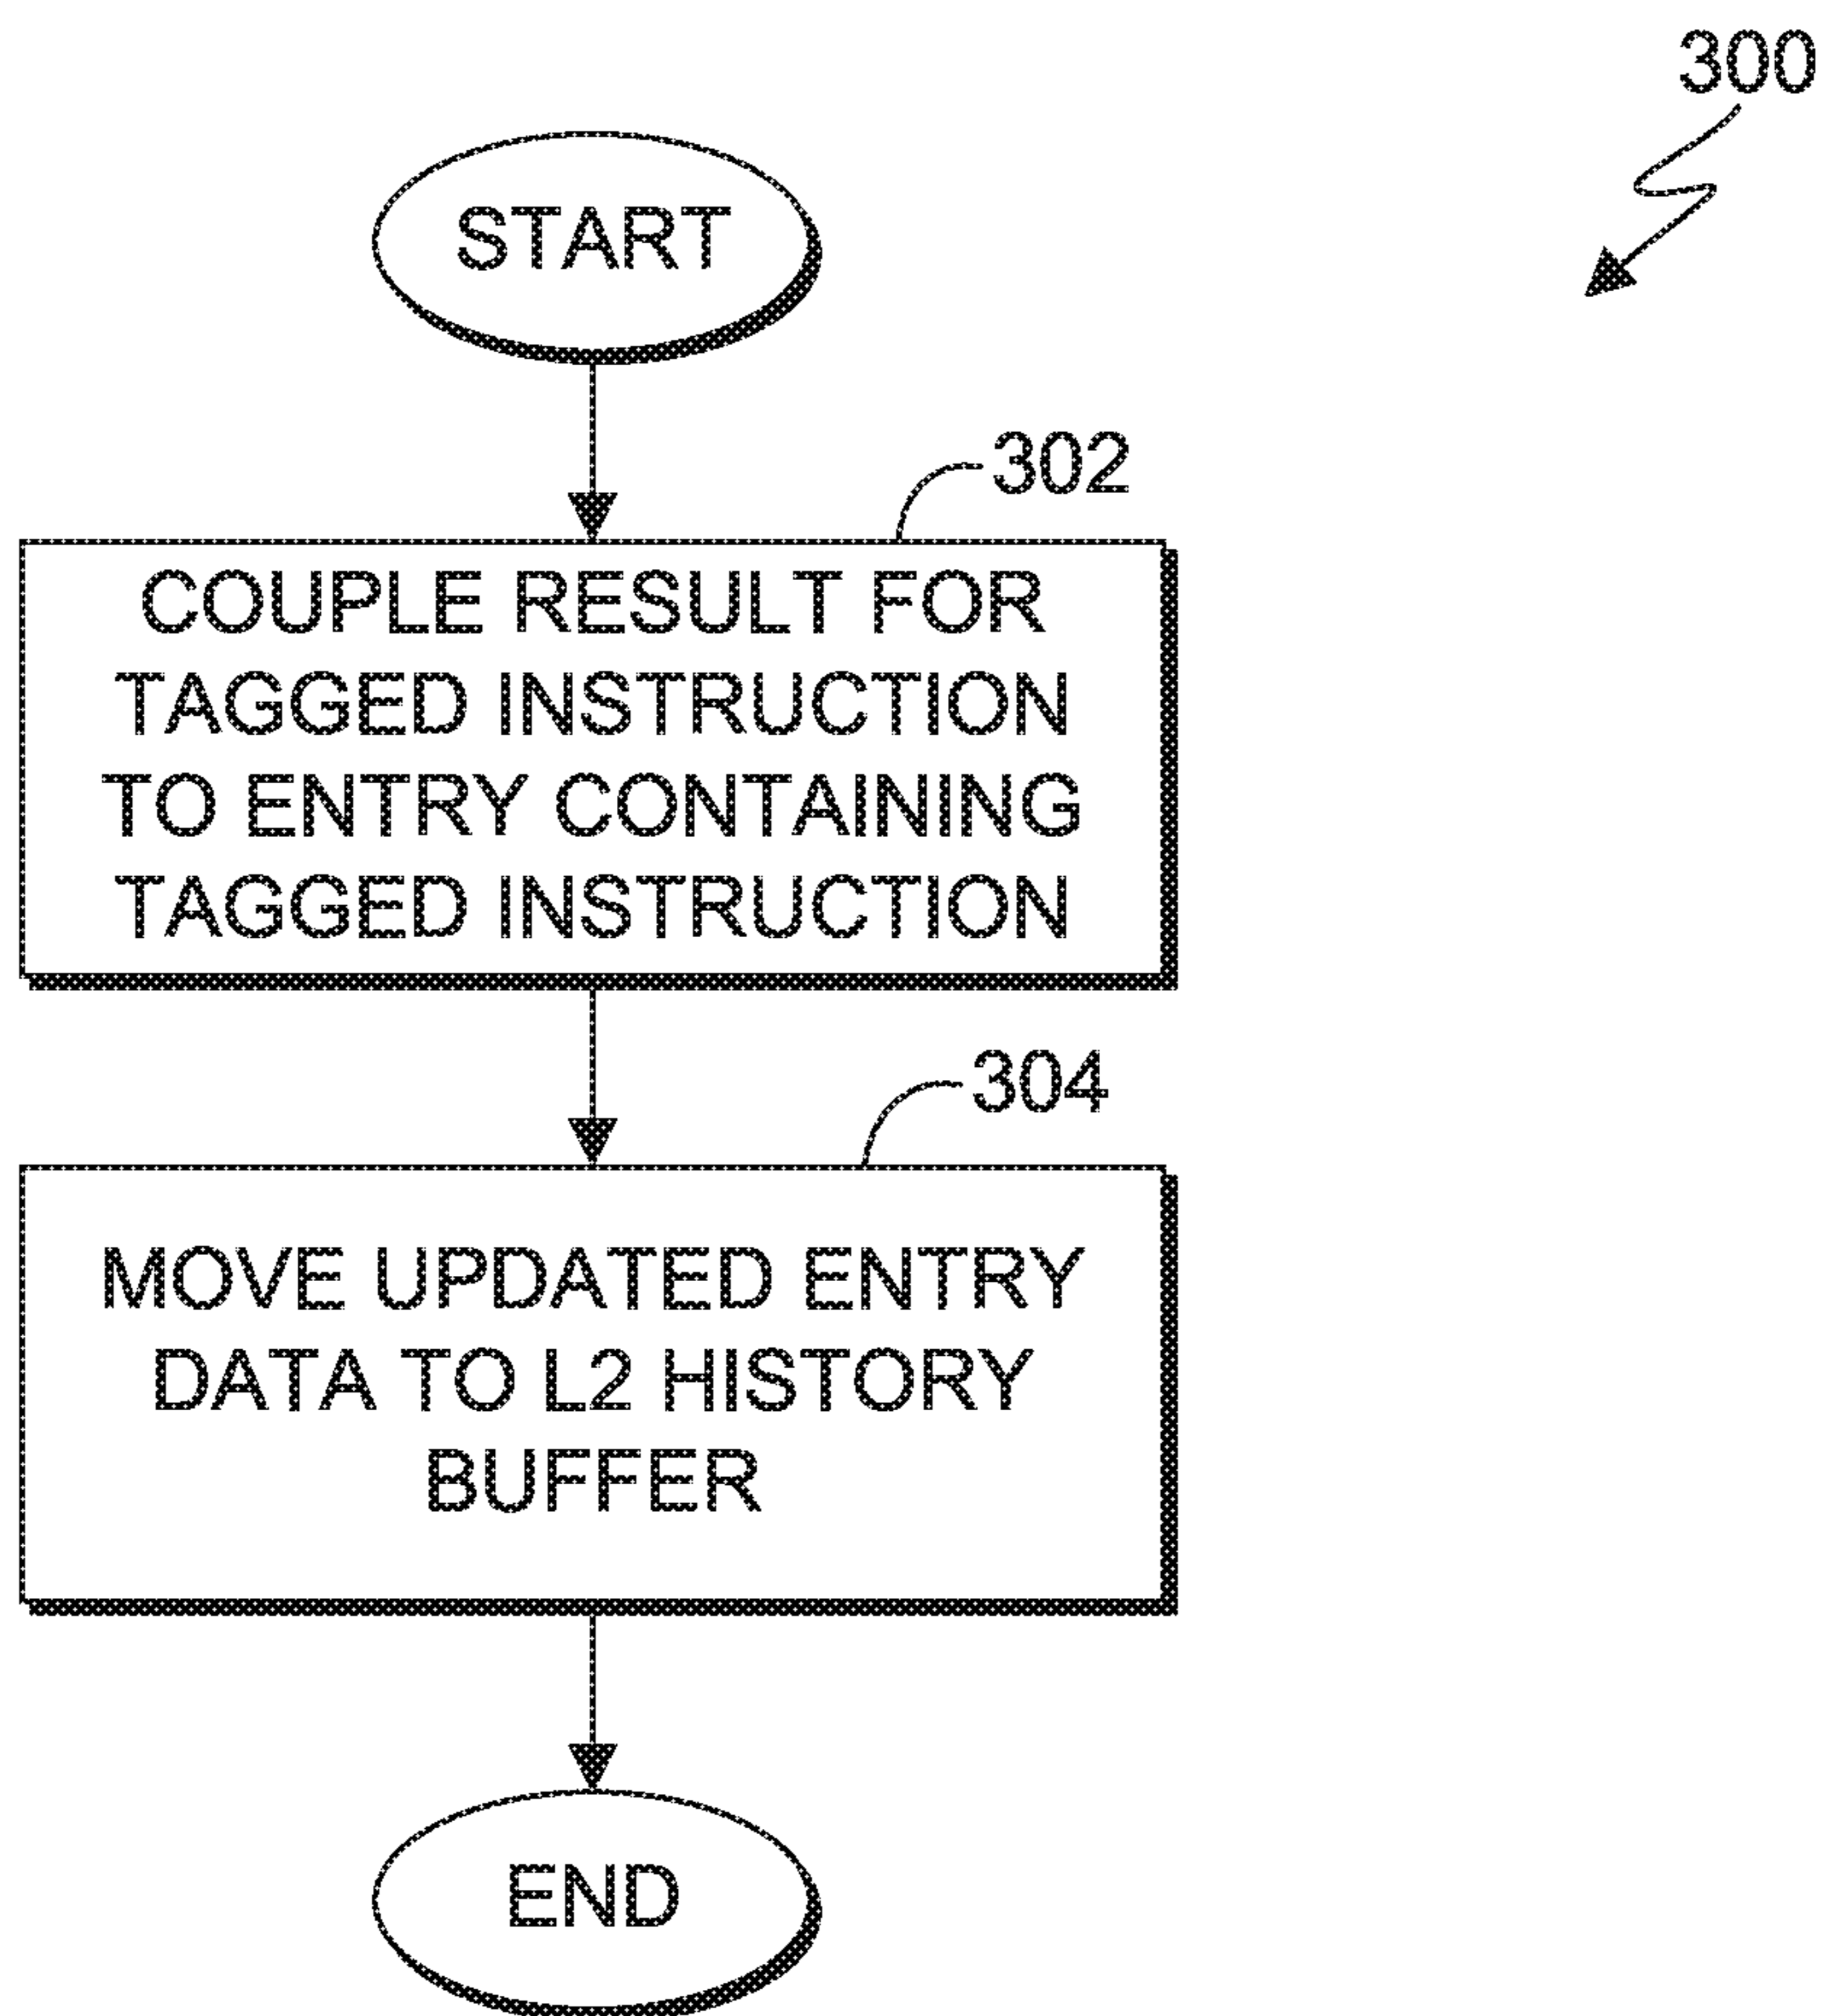 300
START
302
COUPLE RESULT FOR
TAGGED INSTRUCTION
TO ENTRY CONTAINING
TAGGED INSTRUCTION
304
MOVE UPDATED ENTRY
DATA TO L2 HISTORY
BUFFER
END